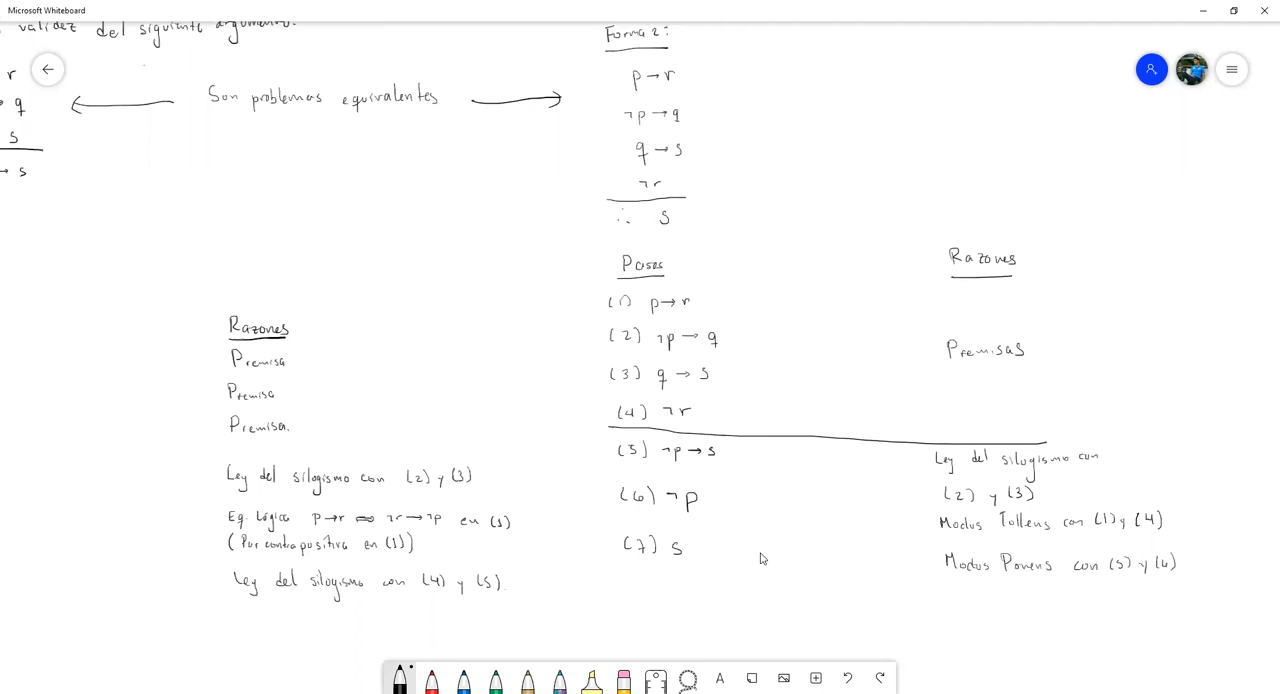 Microsoft Whiteboard
validez del siguiente argumento:
r
→ q
s
→ s
Son problemas equivalentes
Forma 2:
p → r
¬p → q
q → s
¬r
∴ s
Razones
Premisa
Premisa
Premisa.
Ley del silogismo con (2) y (3)
Eq. Lógica p→r ⇔ ¬r→¬p en (1)
(Por contrapositiva en (1))
Ley del silogismo con (4) y (5).
Pasos
Razones
(1) p→r
(2) ¬p → q
(3) q → s
(4) ¬r
Premisas
(5) ¬p → s
Ley del silogismo con
(2) y (3)
(6) ¬p
Modus Tollens con (1) y (4)
(7) s
Modus Ponens con (5) y (6)
A